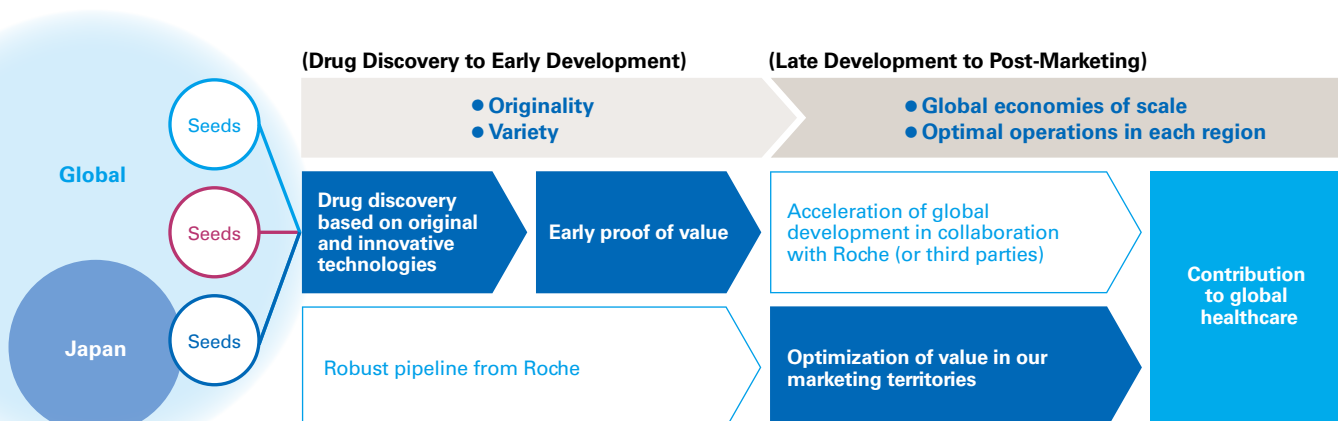 (Drug Discovery to Early Development)
(Late Development to Post-Marketing)
● Originality
● Variety
● Global economies of scale
● Optimal operations in each region
Global
Seeds
Seeds
Seeds
Japan
Drug discovery
based on original
and innovative
technologies
Early proof of value
Acceleration of global
development in collaboration
with Roche (or third parties)
Contribution
to global
healthcare
Robust pipeline from Roche
Optimization of value in our
marketing territories